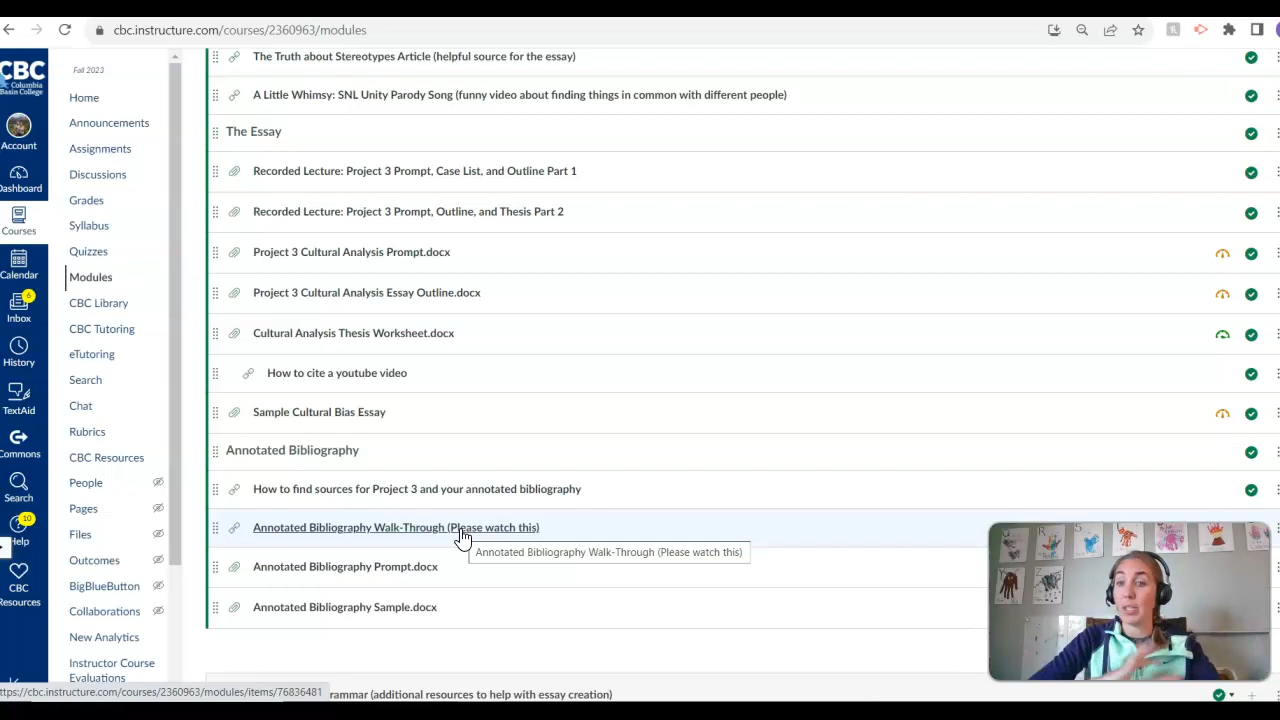 cbc.instructure.com/courses/2360963/modules
CBC
Columbia
Basin College
Account
Dashboard
Courses
Calendar
6
Inbox
History
TextAid
Commons
Search
10
Help
CBC
Resources
Fall 2023
Home
Announcements
Assignments
Discussions
Grades
Syllabus
Quizzes
Modules
CBC Library
CBC Tutoring
eTutoring
Search
Chat
Rubrics
CBC Resources
People
Pages
Files
Outcomes
BigBlueButton
Collaborations
New Analytics
Instructor Course
Evaluations
The Truth about Stereotypes Article (helpful source for the essay)
A Little Whimsy: SNL Unity Parody Song (funny video about finding things in common with different people)
The Essay
Recorded Lecture: Project 3 Prompt, Case List, and Outline Part 1
Recorded Lecture: Project 3 Prompt, Outline, and Thesis Part 2
Project 3 Cultural Analysis Prompt.docx
Project 3 Cultural Analysis Essay Outline.docx
Cultural Analysis Thesis Worksheet.docx
How to cite a youtube video
Sample Cultural Bias Essay
Annotated Bibliography
How to find sources for Project 3 and your annotated bibliography
Annotated Bibliography Walk-Through (Please watch this)
Annotated Bibliography Walk-Through (Please watch this)
Annotated Bibliography Prompt.docx
Annotated Bibliography Sample.docx
rammar (additional resources to help with essay creation)
ttps://cbc.instructure.com/courses/2360963/modules/items/76836481